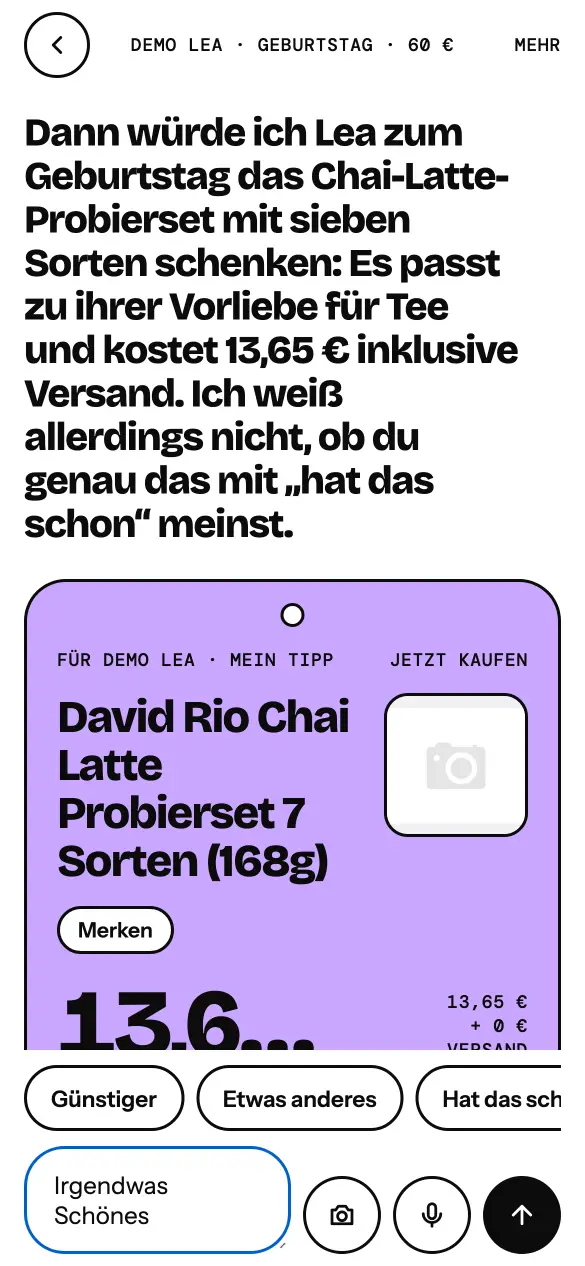 DEMO LEA · GEBURTSTAG · 60 €
MEHR
Dann würde ich Lea zum
Geburtstag das Chai-Latte-
Probierset mit sieben
Sorten schenken: Es passt
zu ihrer Vorliebe für Tee
und kostet 13,65 € inklusive
Versand. Ich weiß
allerdings nicht, ob du
genau das mit „hat das
schon“ meinst.
FÜR DEMO LEA · MEIN TIPP
JETZT KAUFEN
David Rio Chai
Latte
Probierset 7
Sorten (168g)
Merken
13,6...
13,65 €
+ 0 €
VERSAND
Günstiger
Etwas anderes
Hat das sch
Irgendwas
Schönes